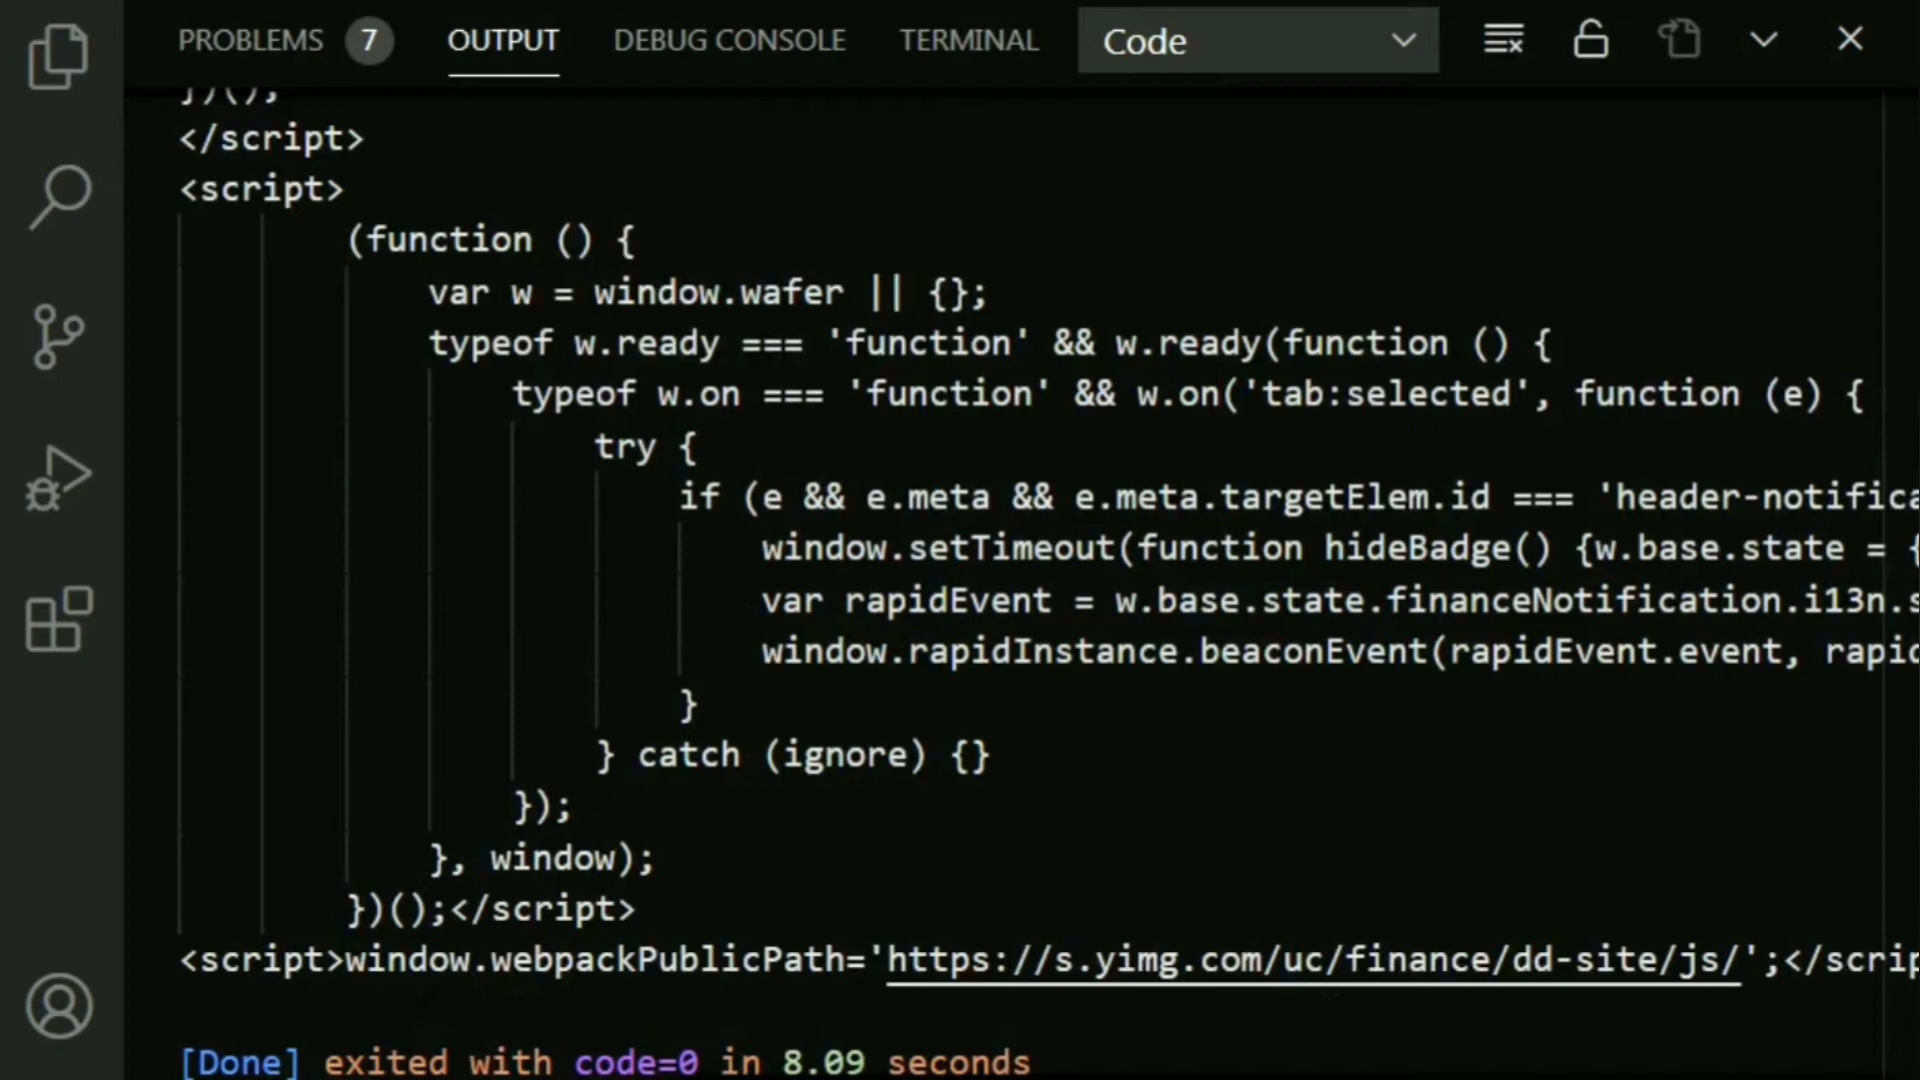 PROBLEMS 7 OUTPUT DEBUG CONSOLE TERMINAL Code
})();
</script>
<script>
(function () {
var w = window.wafer || {};
typeof w.ready === 'function' && w.ready(function () {
typeof w.on === 'function' && w.on('tab:selected', function (e) {
try {
if (e && e.meta && e.meta.targetElem.id === 'header-notifica
window.setTimeout(function hideBadge() {w.base.state = {
var rapidEvent = w.base.state.financeNotification.i13n.s
window.rapidInstance.beaconEvent(rapidEvent.event, rapid
}
} catch (ignore) {}
});
}, window);
})();</script>
<script>window.webpackPublicPath='https://s.yimg.com/uc/finance/dd-site/js/';</scrip
[Done] exited with code=0 in 8.09 seconds